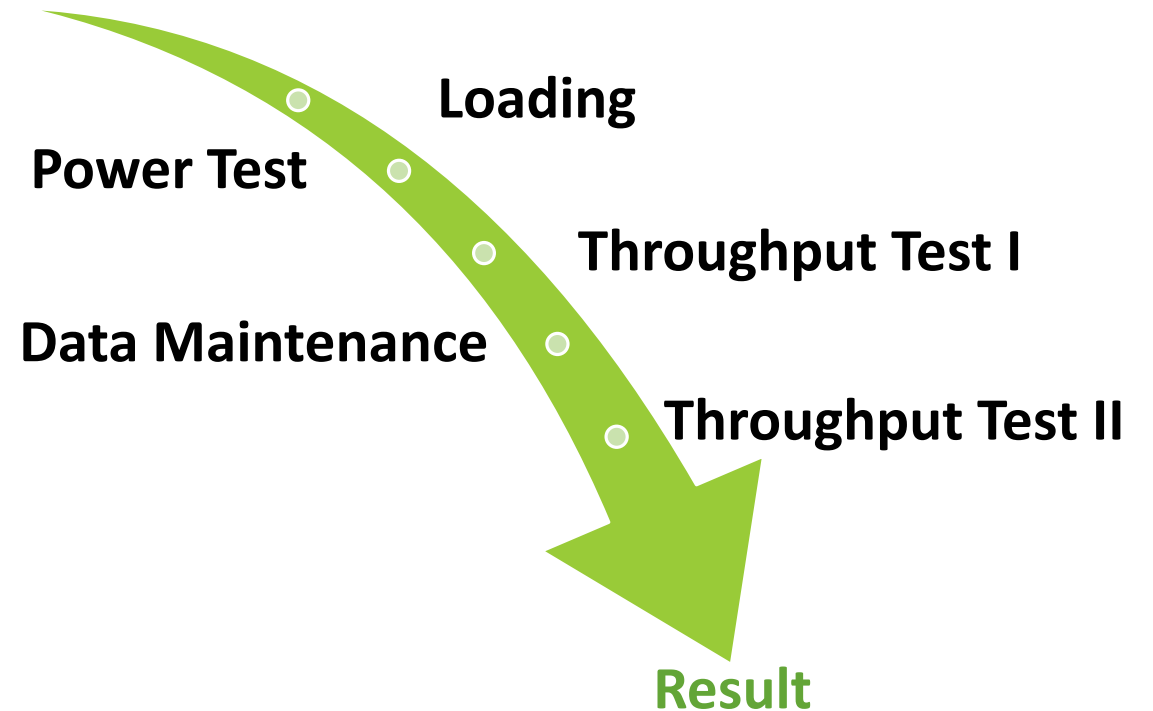 Loading
Power Test
Throughput Test I
Data Maintenance
Throughput Test II
Result